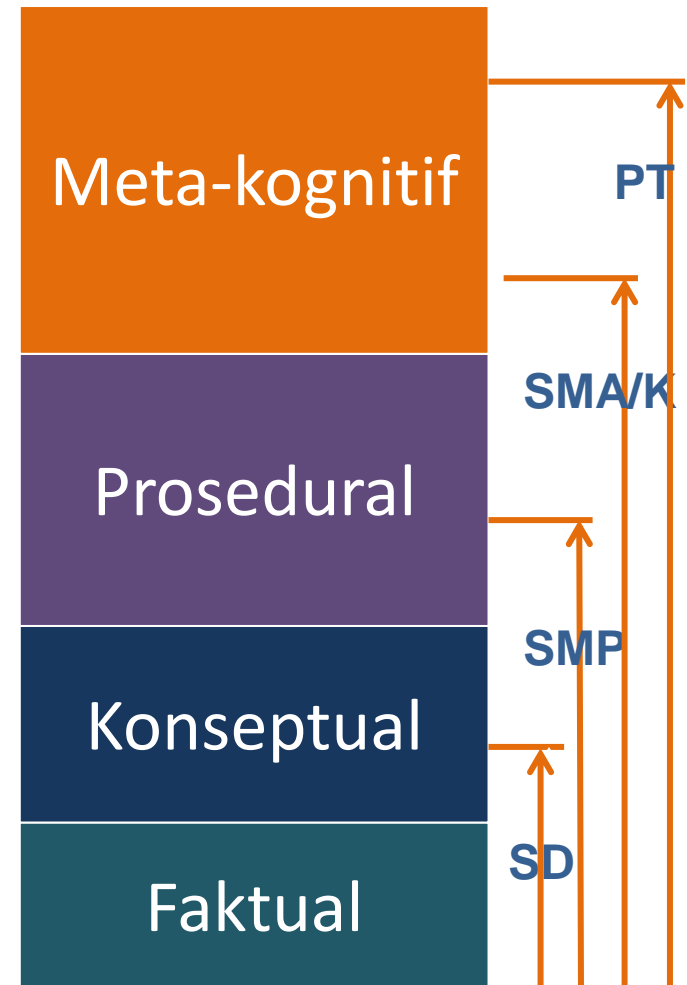 Meta-kognitif
PT
SMA/K
Prosedural
SMP
Konseptual
SD
Faktual